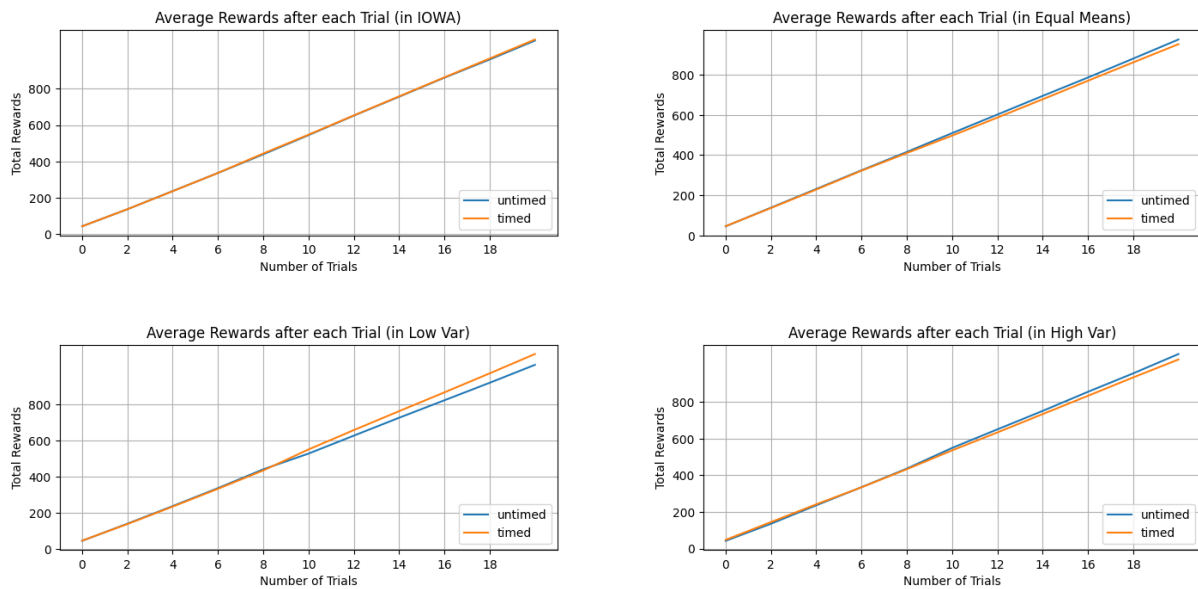 Average Rewards after each Trial (in IOWA)
Total Rewards
800
600
400
200
0
untimed
timed
0 2 4 6 8 10 12 14 16 18
Number of Trials
Average Rewards after each Trial (in Equal Means)
Total Rewards
800
600
400
200
0
untimed
timed
0 2 4 6 8 10 12 14 16 18
Number of Trials
Average Rewards after each Trial (in Low Var)
Total Rewards
800
600
400
200
0
untimed
timed
0 2 4 6 8 10 12 14 16 18
Number of Trials
Average Rewards after each Trial (in High Var)
Total Rewards
800
600
400
200
0
untimed
timed
0 2 4 6 8 10 12 14 16 18
Number of Trials